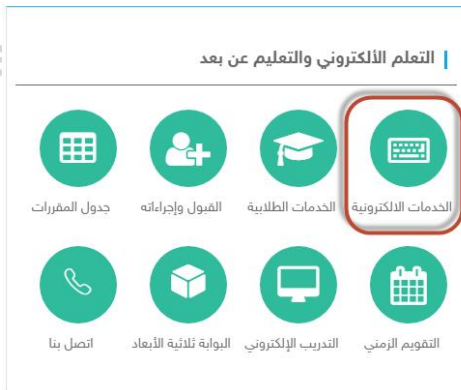 التعلم الألكتروني والتعليم عن بعد
الخدمات الالكترونية
الخدمات الطلابية
القبول وإجراءاته
جدول المقررات
التقويم الزمني
التدريب الإلكتروني
البوابة ثلاثية الأبعاد
اتصل بنا